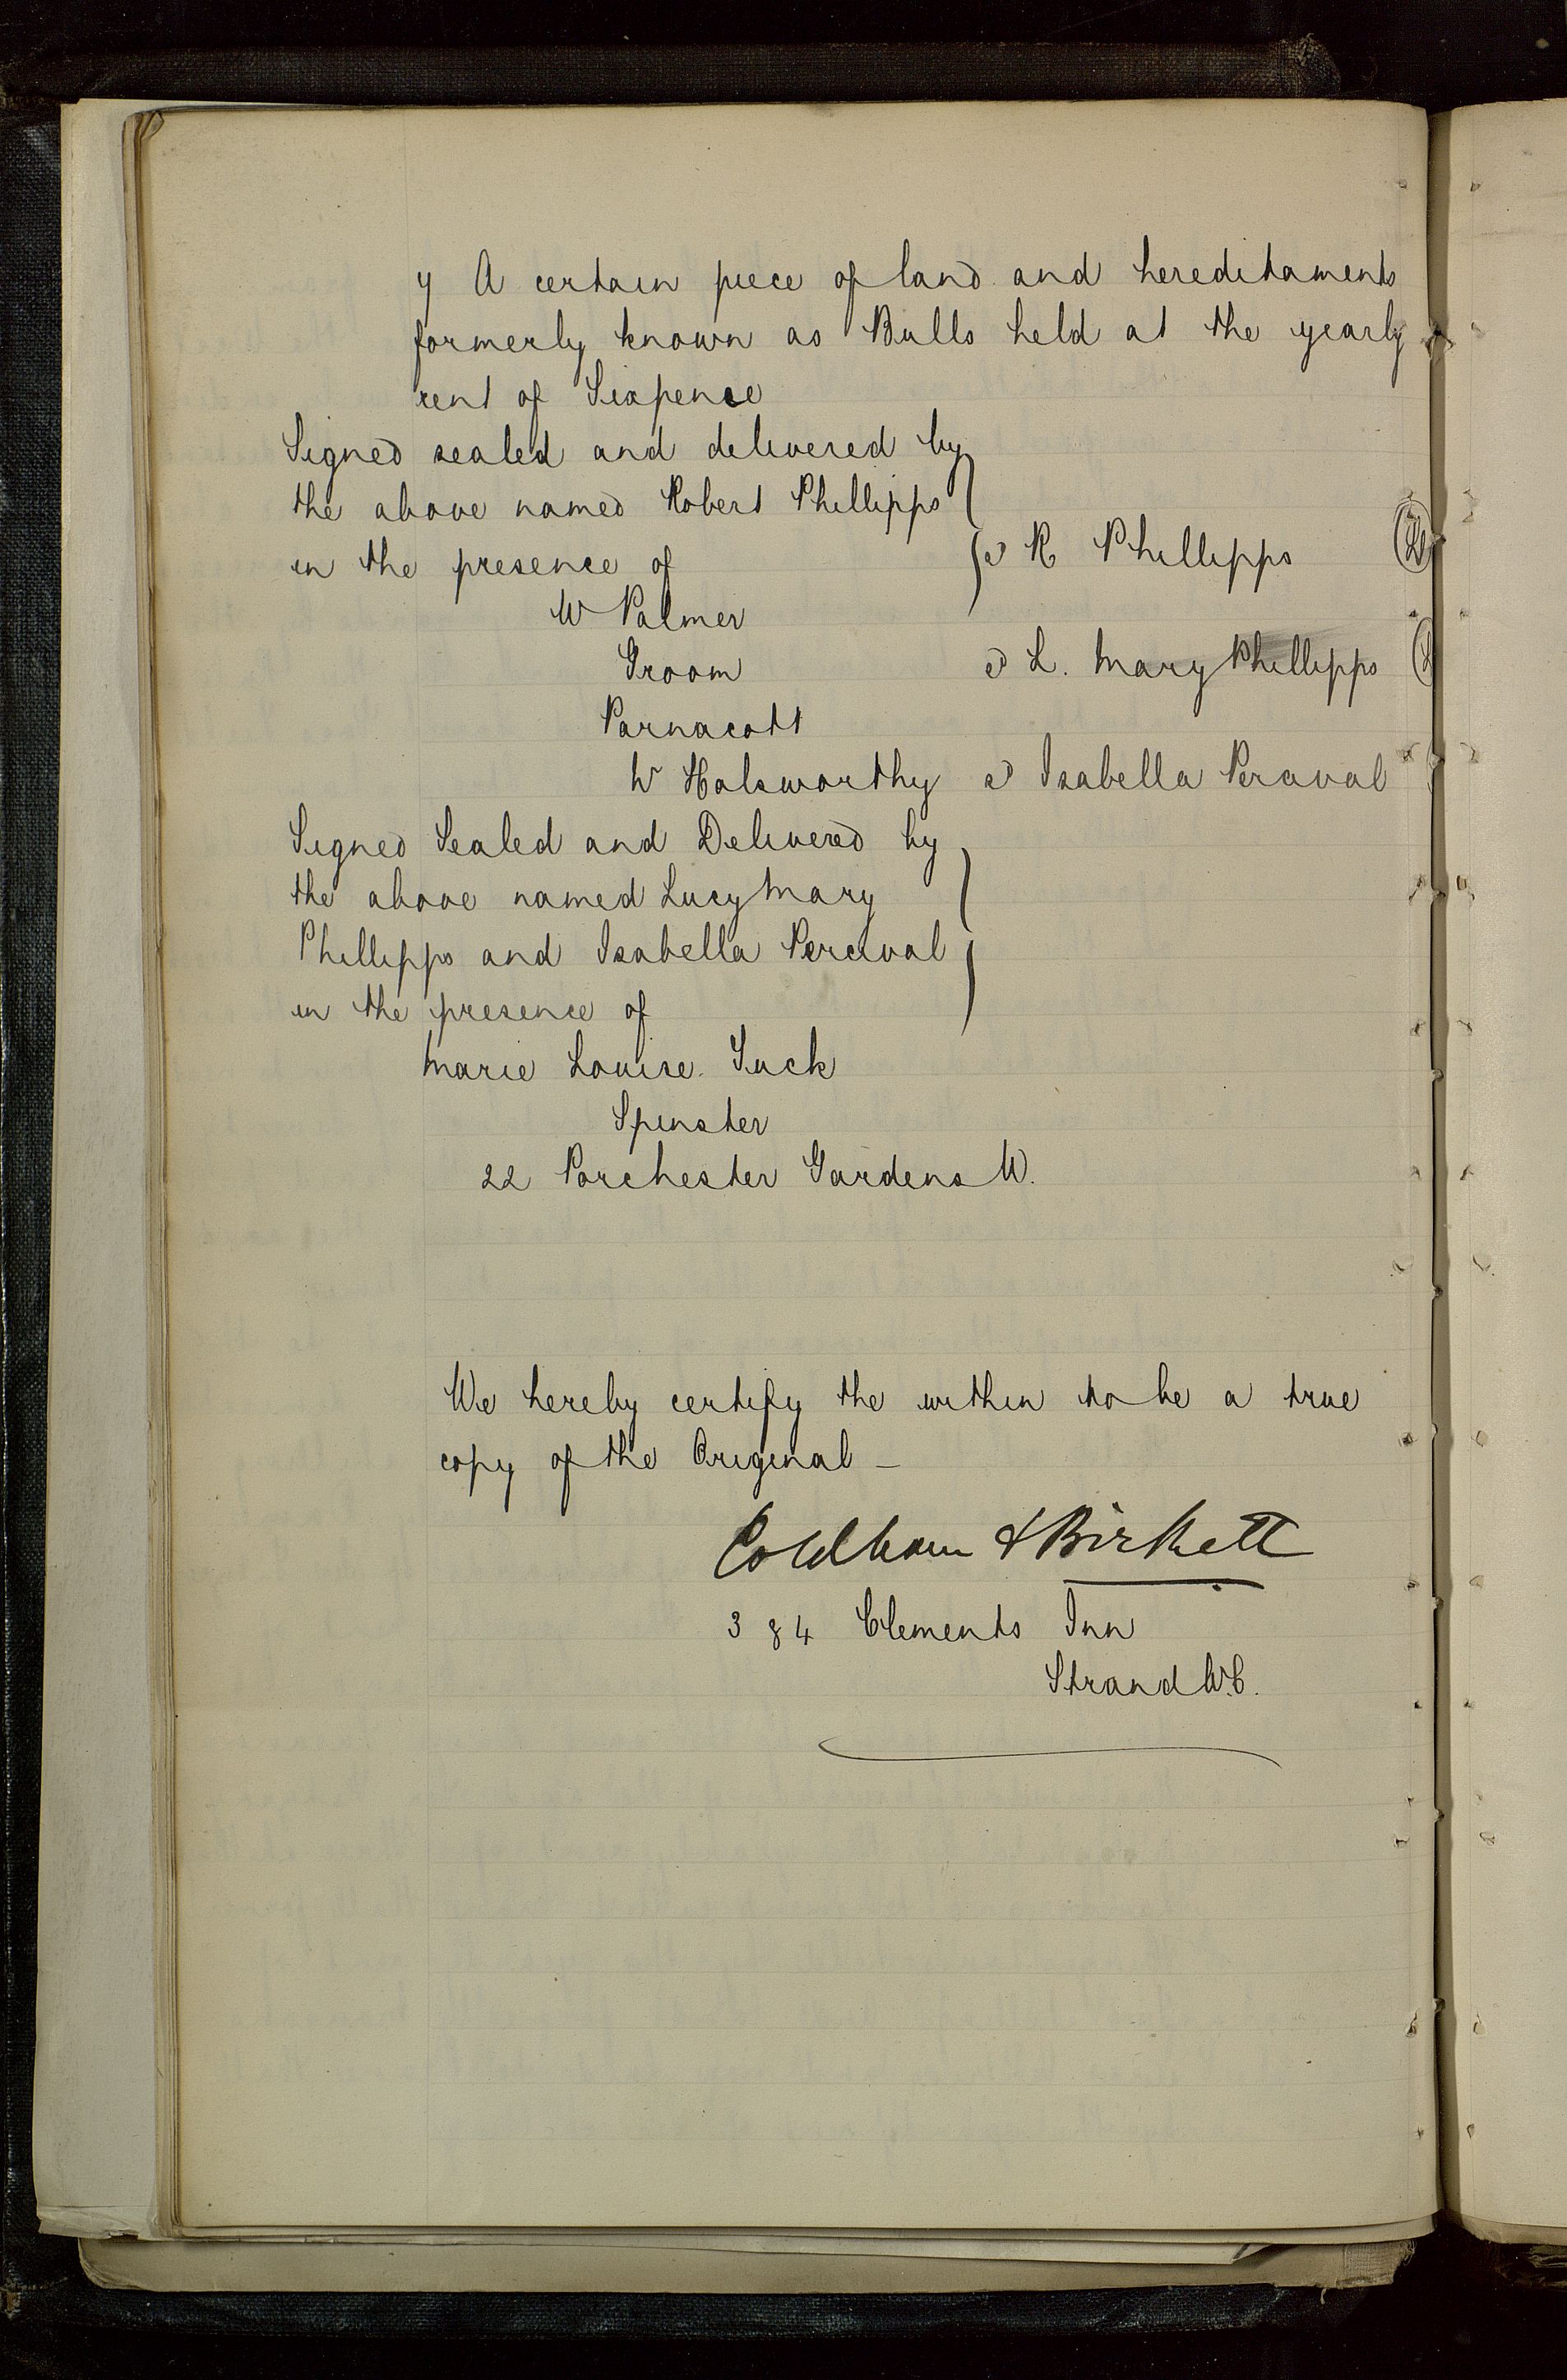 7 A certain piece of land and hereditaments
formerly known as Bulls held at the yearly
rent of Sixpence
Signed sealed and delivered by
the above named Robert Phillipps
in the presence of
s) R Phillipps
W Palmer
Groom
s) L. Mary Phillipps
Parnacott
W Holsworthy
s) Isabella Perceval
Signed Sealed and Delivered by
the above named Lucy Mary
Phillipps and Isabella Perceval
in the presence of
Marie Louise. Tuck
Spinster
22 Porchester Gardens W.
We hereby certify the within to be a true
copy of the Original –
Coldham & Birkett
3 & 4 Clements Inn
Strand W.C.